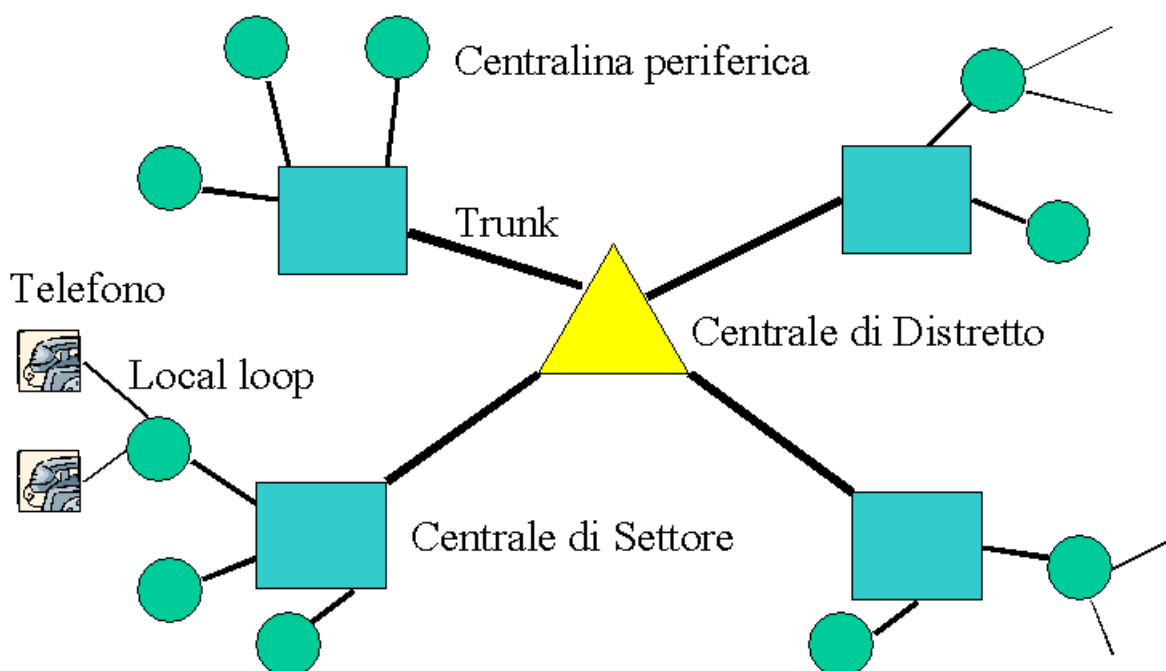 Centralina periferica
Trunk
Telefono
Centrale di Distretto
Local loop
Centrale di Settore